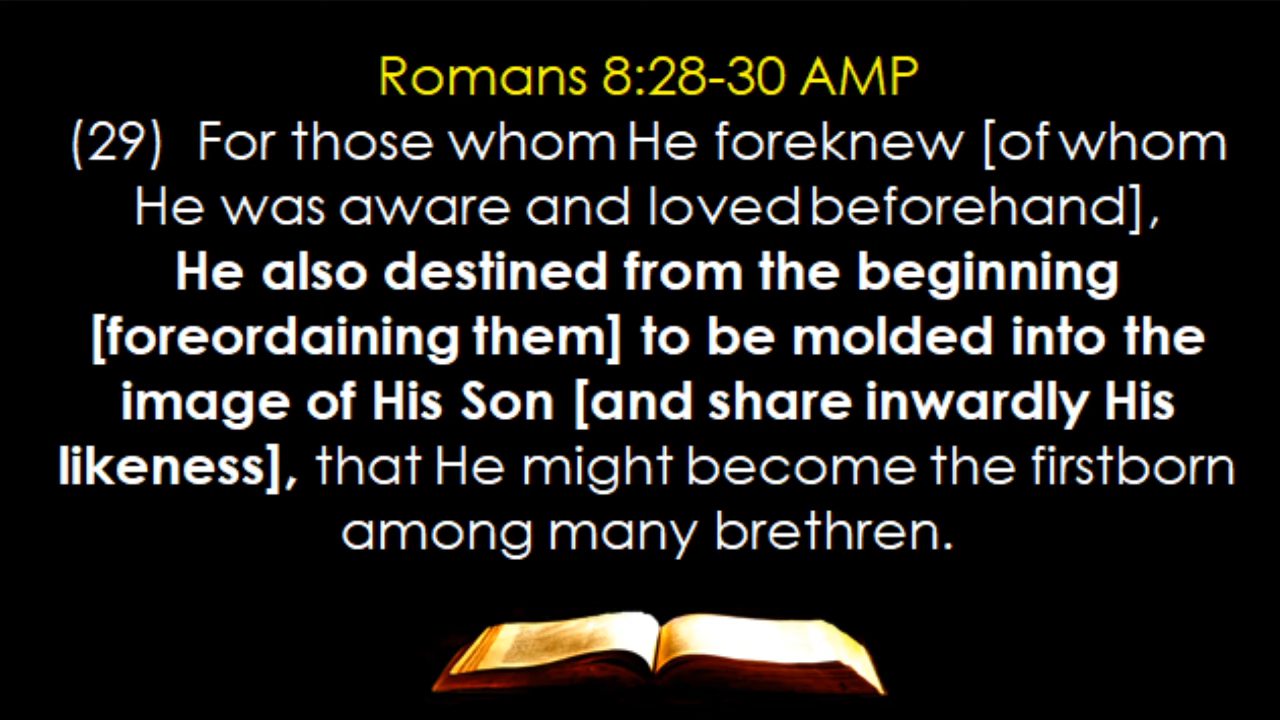 Romans 8:28-30 AMP
(29) For those whom He foreknew [of whom
He was aware and loved beforehand],
He also destined from the beginning
[foreordaining them] to be molded into the
image of His Son [and share inwardly His
likeness], that He might become the firstborn
among many brethren.